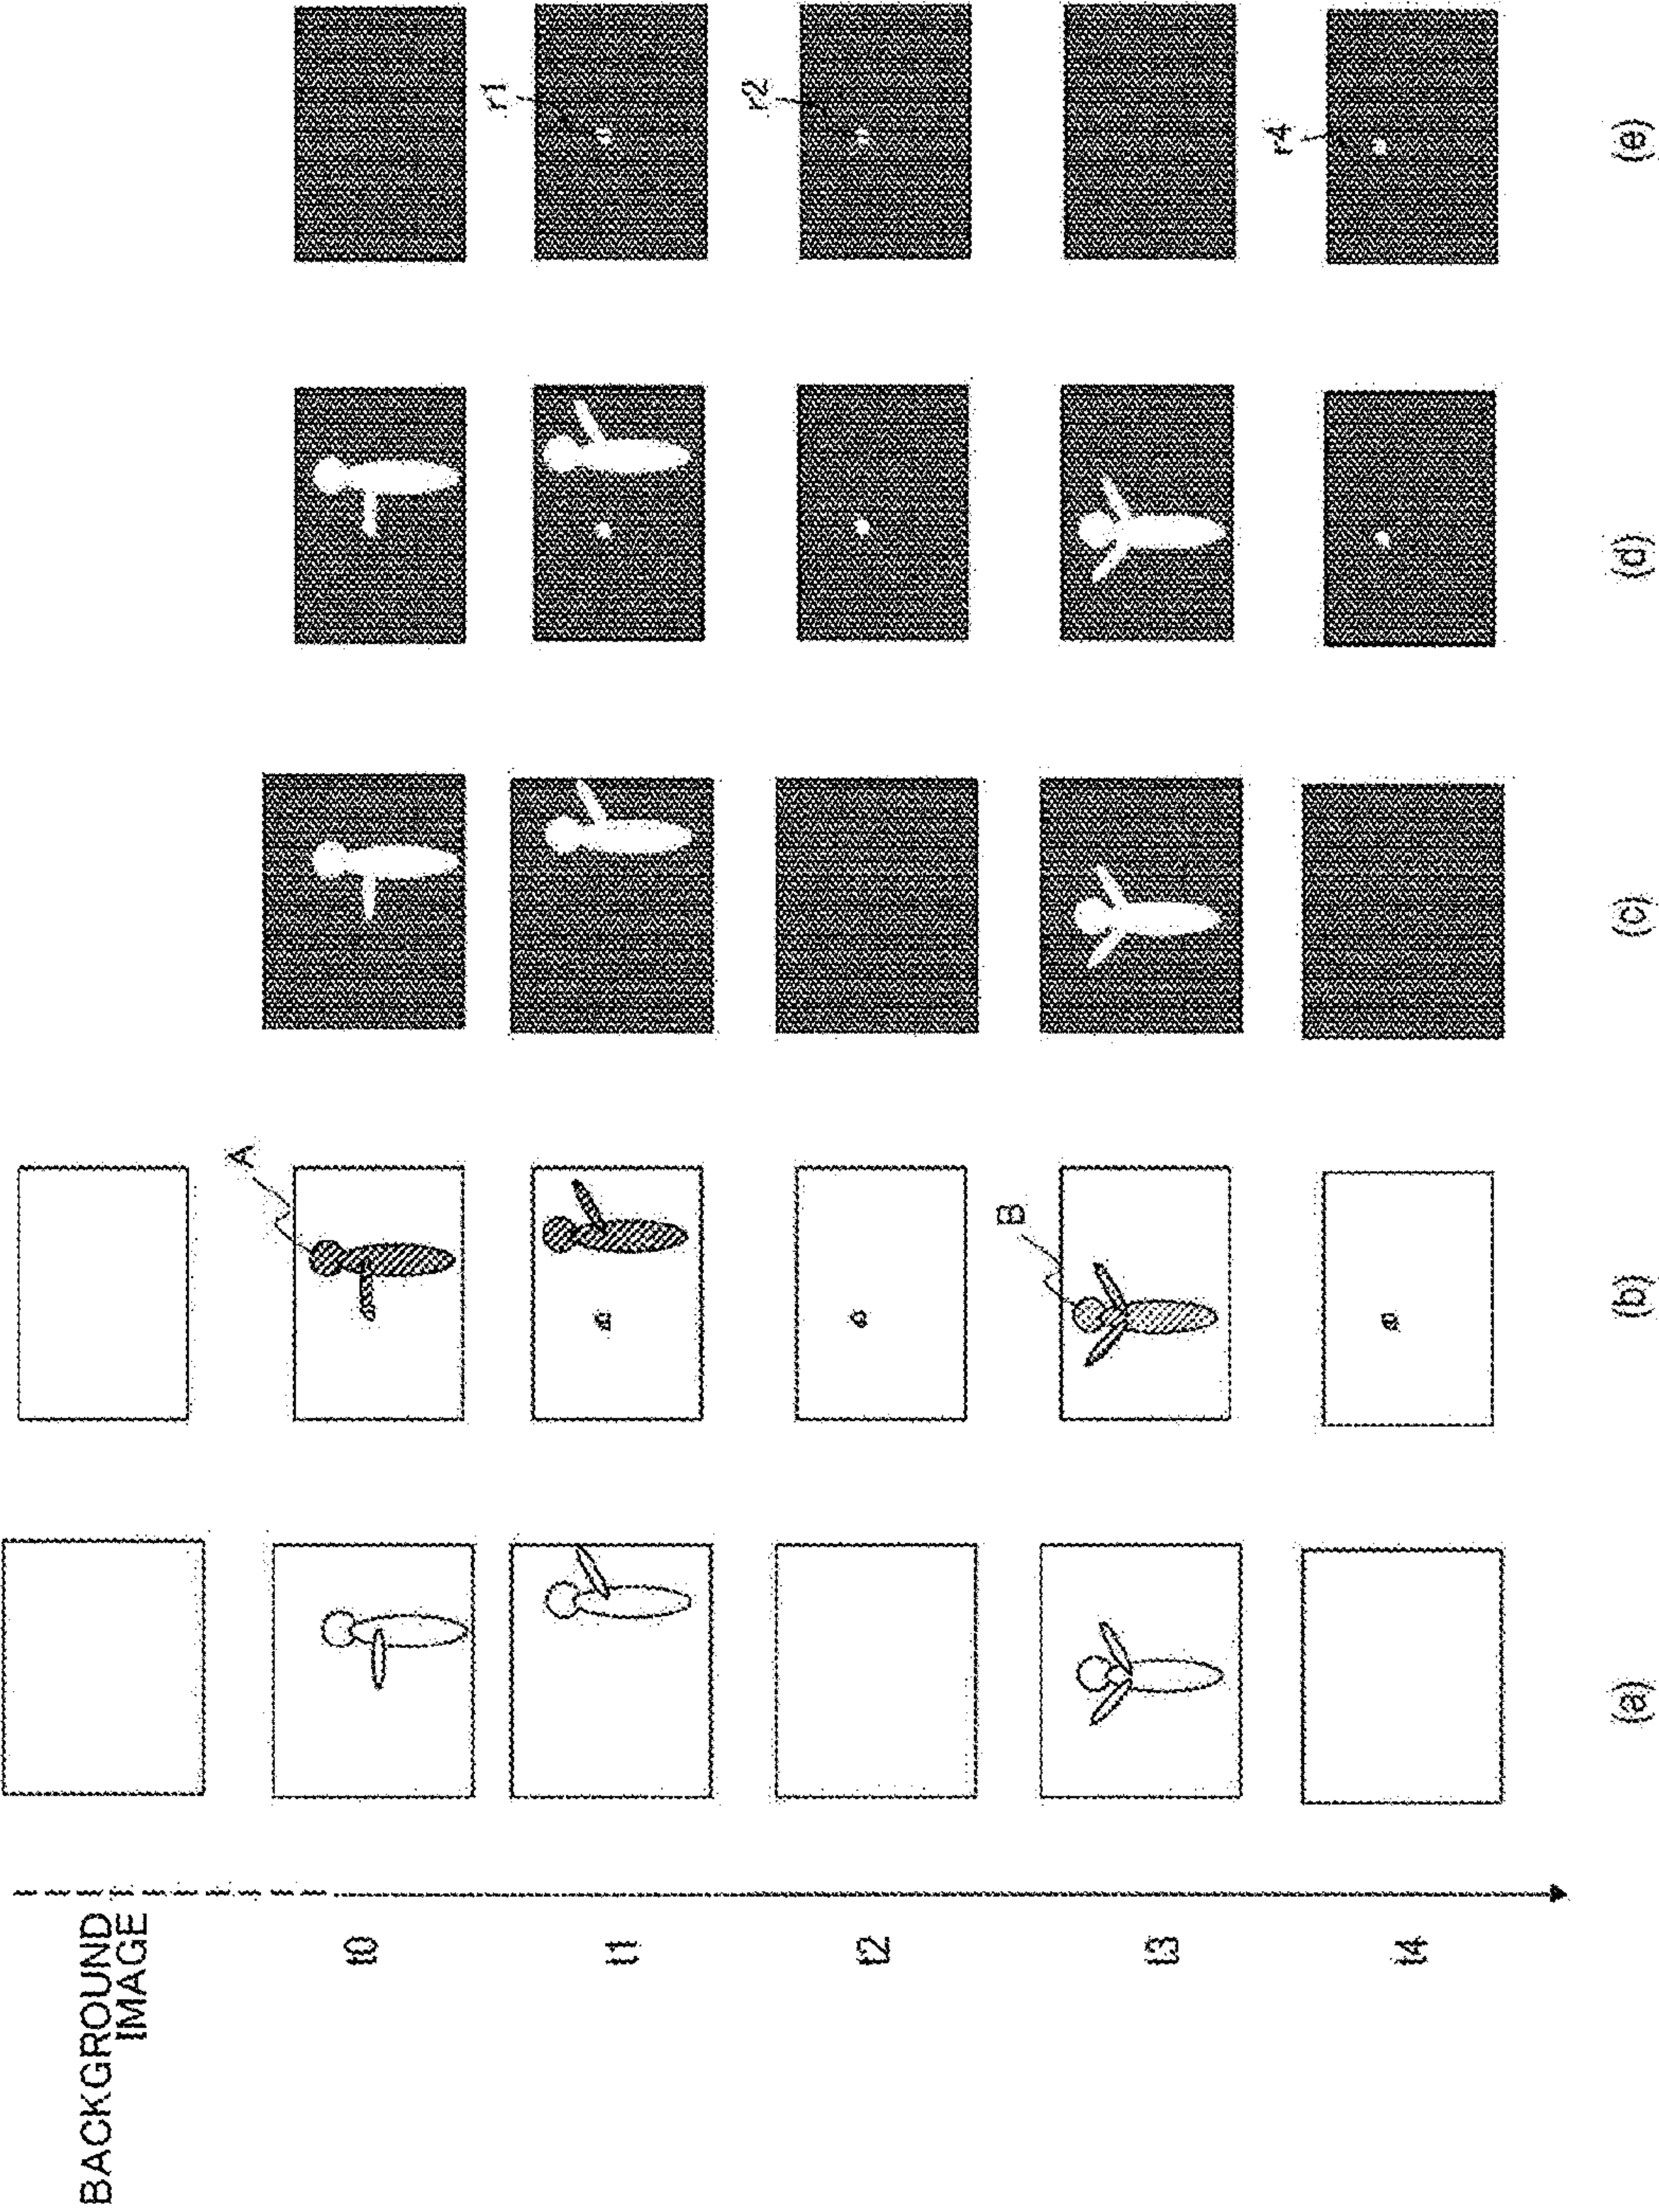 BACKGROUND
IMAGE
t0
t1
t2
t3
t4
A
B
r1
r2
r4
(a)
(b)
(c)
(d)
(e)